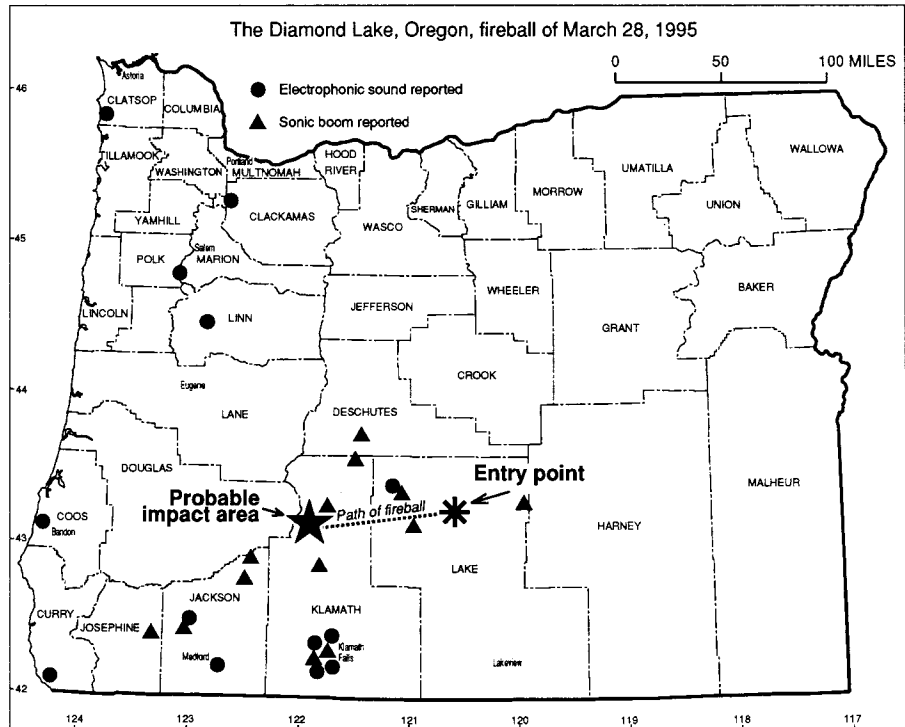 The Diamond Lake, Oregon, fireball of March 28, 1995
0 50 100 MILES
Electrophonic sound reported
Sonic boom reported
46
Astoria
CLATSOP
COLUMBIA
TILLAMOOK
WASHINGTON
Portland
MULTNOMAH
HOOD
RIVER
SHERMAN
GILLIAM
MORROW
UMATILLA
WALLOWA
UNION
YAMHILL
CLACKAMAS
WASCO
45
POLK
Salem
MARION
JEFFERSON
WHEELER
BAKER
LINCOLN
LINN
GRANT
CROOK
44
Eugene
LANE
DESCHUTES
DOUGLAS
Entry point
Probable
impact area
Path of fireball
MALHEUR
COOS
Bandon
HARNEY
43
LAKE
CURRY
JOSEPHINE
JACKSON
KLAMATH
Medford
Klamath
Falls
Lakeview
42
124 123 122 121 120 119 118 117